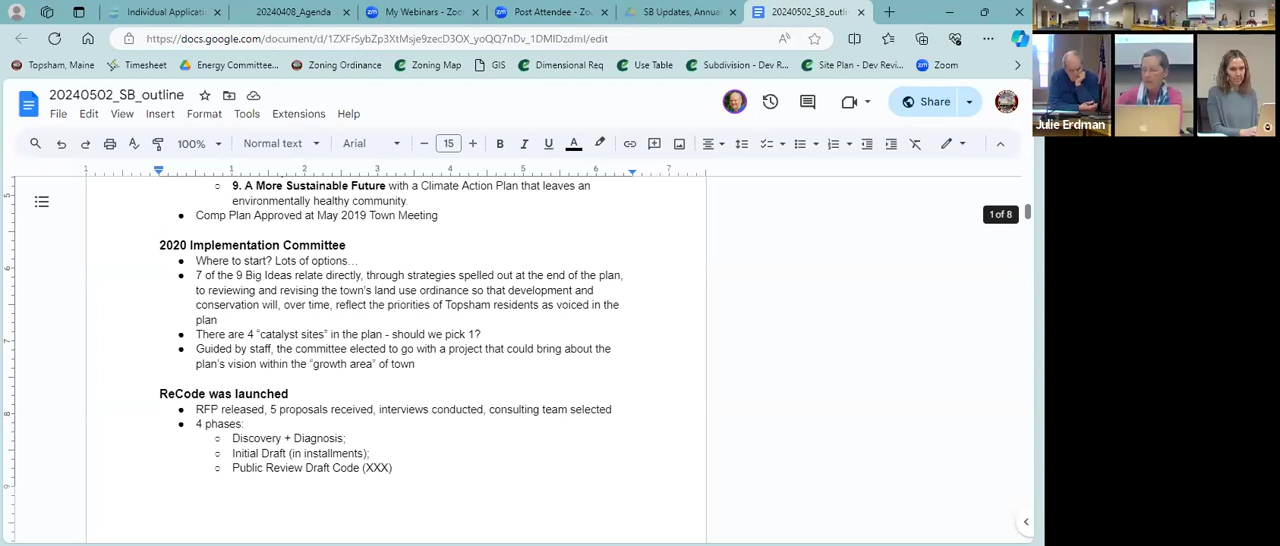 Individual Applicati
20240408_Agenda
My Webinars - Zoo
Post Attendee - Zo
SB Updates, Annual
20240502_SB_outli
https://docs.google.com/document/d/1ZXFrSybZp3XtMsje9zecD3OX_yoQQ7nDv_1DMIDzdmI/edit
Topsham, Maine
Timesheet
Energy Committee...
Zoning Ordinance
Zoning Map
GIS
Dimensional Req
Use Table
Subdivision - Dev R...
Site Plan - Dev Revi...
Zoom
20240502_SB_outline
File Edit View Insert Format Tools Extensions Help
Share
100%
Normal text
Arial
15
1 1 2 3 4 5 6 7
9. A More Sustainable Future with a Climate Action Plan that leaves an
environmentally healthy community.
Comp Plan Approved at May 2019 Town Meeting
1 of 8
2020 Implementation Committee
Where to start? Lots of options…
7 of the 9 Big Ideas relate directly, through strategies spelled out at the end of the plan,
to reviewing and revising the town's land use ordinance so that development and
conservation will, over time, reflect the priorities of Topsham residents as voiced in the
plan
There are 4 "catalyst sites" in the plan - should we pick 1?
Guided by staff, the committee elected to go with a project that could bring about the
plan's vision within the "growth area" of town
ReCode was launched
RFP released, 5 proposals received, interviews conducted, consulting team selected
4 phases:
Discovery + Diagnosis;
Initial Draft (in installments);
Public Review Draft Code (XXX)
Julie Erdman